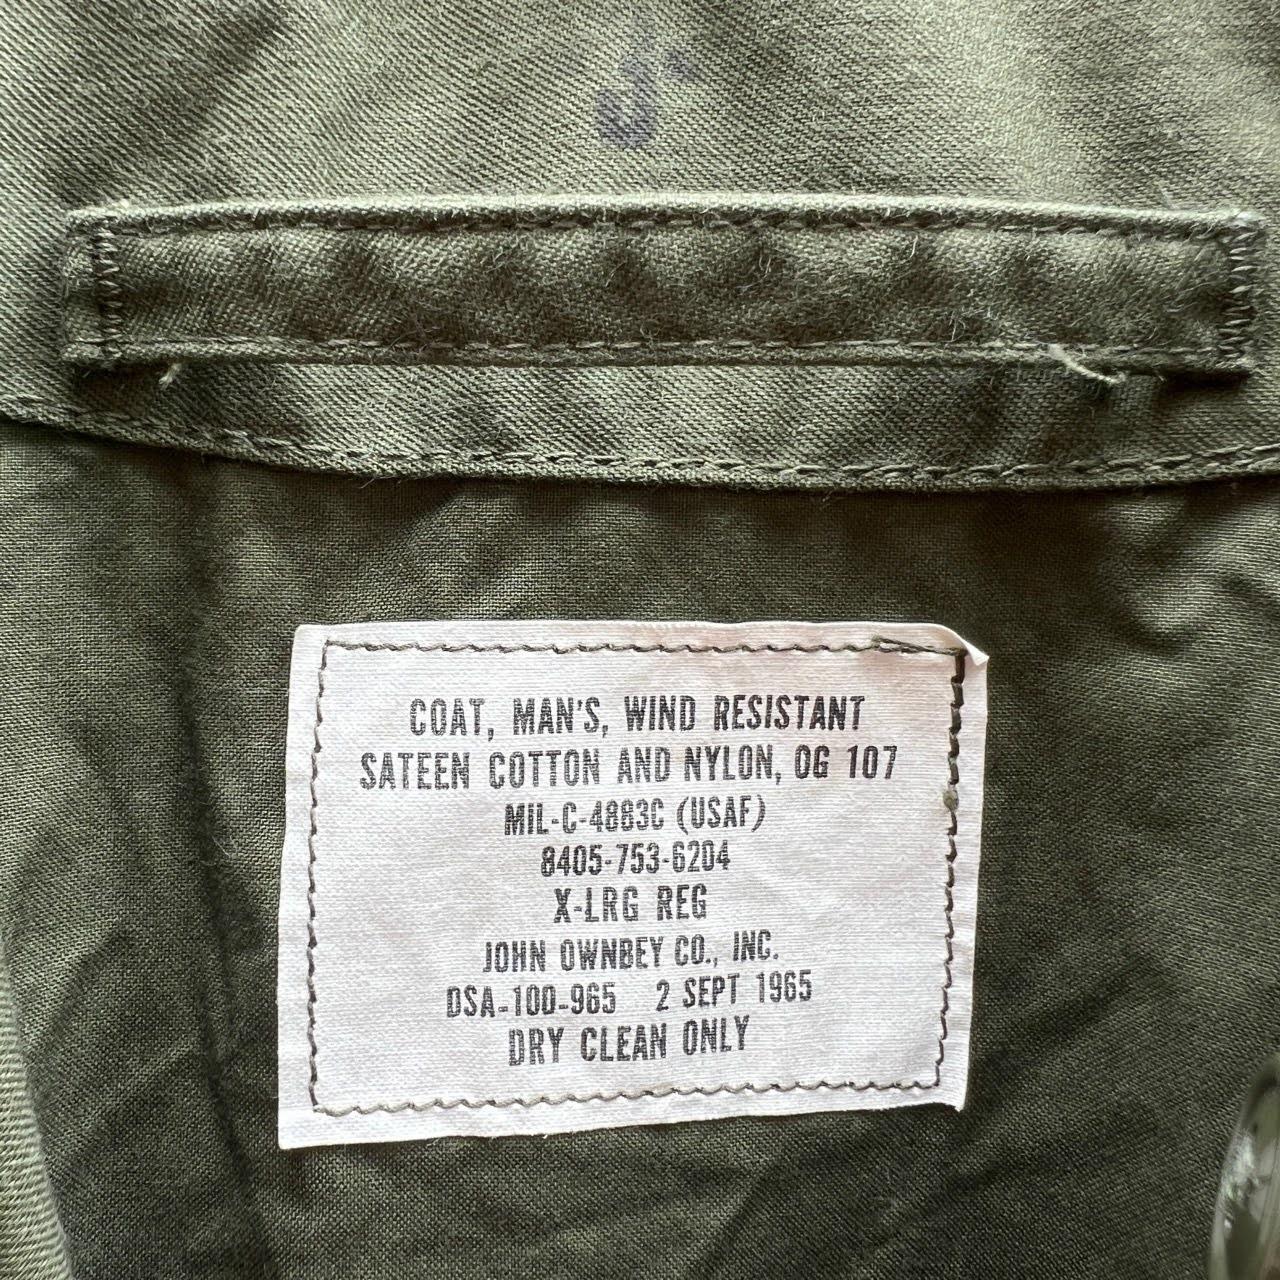 COAT, MAN'S, WIND RESISTANT
SATEEN COTTON AND NYLON, OG 107
MIL-C-4883C (USAF)
8405-753-6204
X-LRG REG
JOHN OWNBEY CO., INC.
DSA-100-965 2 SEPT 1965
DRY CLEAN ONLY